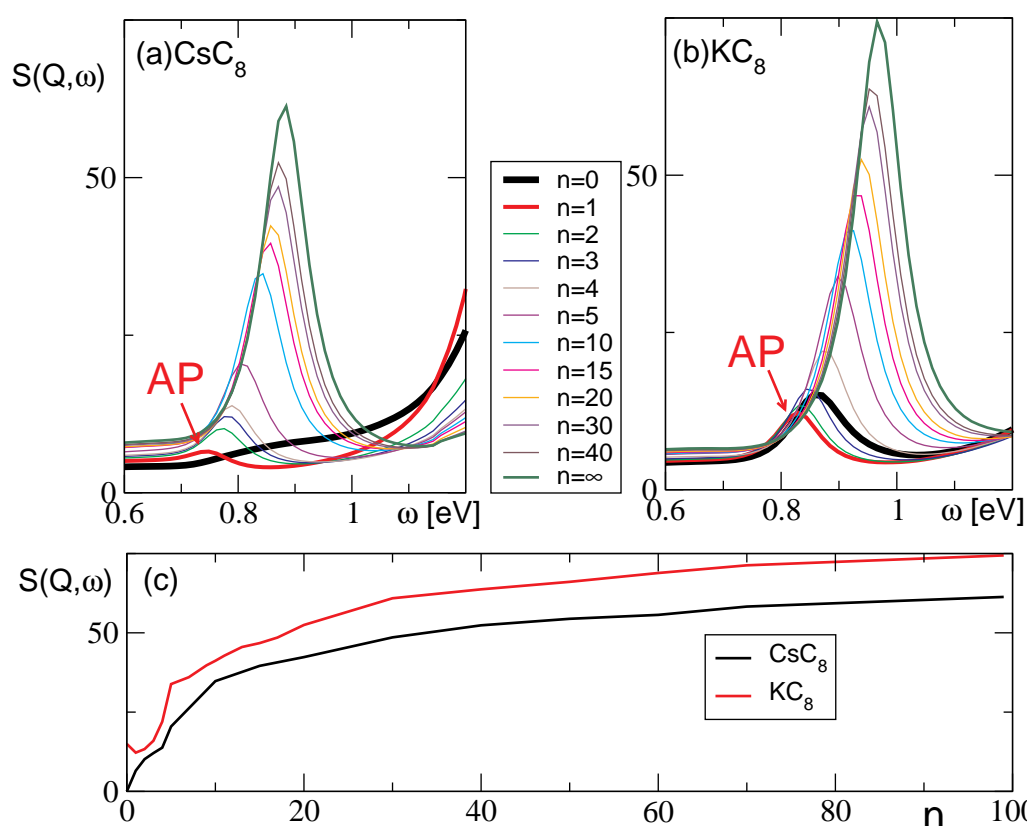 (a)CsC₈
S(Q,ω)
50
0
AP
0.6
0.8
1
ω [eV]
n=0
n=1
n=2
n=3
n=4
n=5
n=10
n=15
n=20
n=30
n=40
n=∞
(b)KC₈
50
0
AP
0.6
0.8
1
ω [eV]
S(Q,ω)
(c)
50
0
CsC₈
KC₈
0
20
40
60
80
n
100